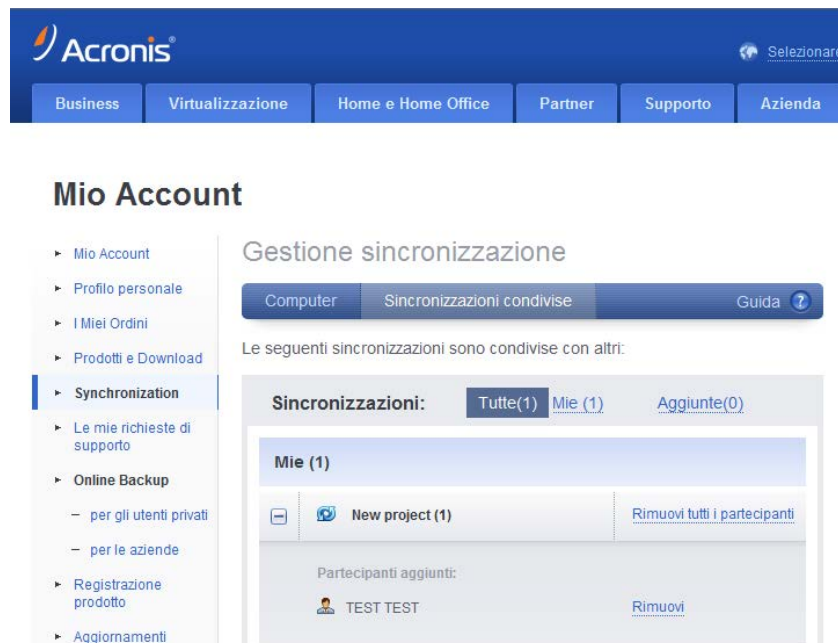 Acronis®
Selezionare
Business Virtualizzazione Home e Home Office Partner Supporto Azienda
Mio Account
Mio Account
Profilo personale
I Miei Ordini
Prodotti e Download
Synchronization
Le mie richieste di
supporto
Online Backup
– per gli utenti privati
– per le aziende
Registrazione
prodotto
Aggiornamenti
Gestione sincronizzazione
Computer Sincronizzazioni condivise Guida ?
Le seguenti sincronizzazioni sono condivise con altri:
Sincronizzazioni: Tutte(1) Mie (1) Aggiunte(0)
Mie (1)
New project (1) Rimuovi tutti i partecipanti
Partecipanti aggiunti:
TEST TEST Rimuovi